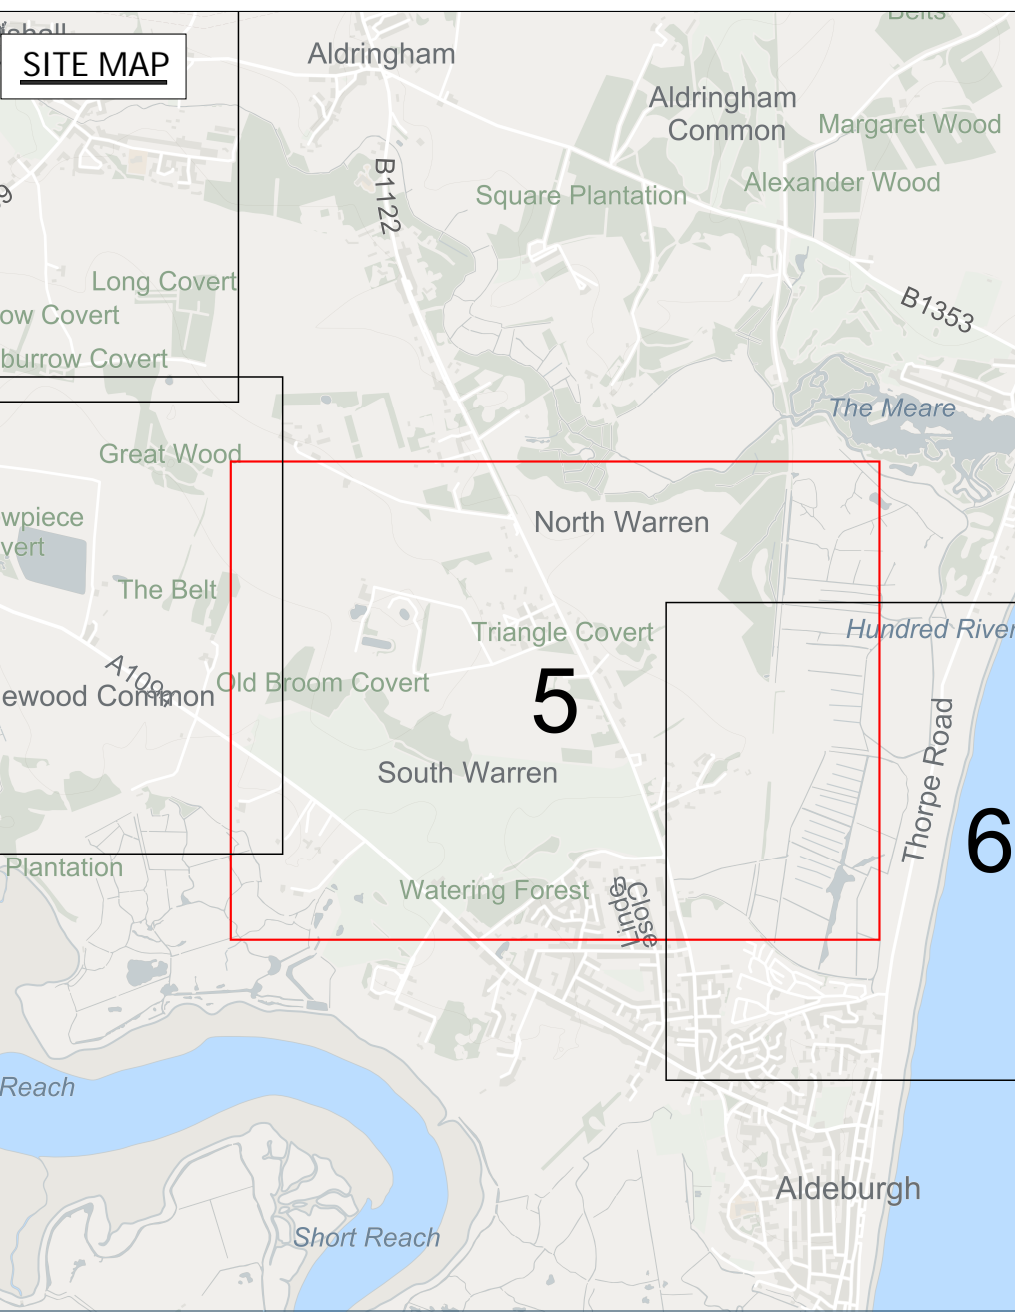 SITE MAP
Aldringham
Belts
Aldringham
Common
Margaret Wood
B1122
Square Plantation
Alexander Wood
Long Covert
ow Covert
B1353
burrow Covert
The Meare
Great Wood
wpiece
vert
North Warren
The Belt
Triangle Covert
Hundred River
Old Broom Covert
ewood Common
5
Thorpe Road
South Warren
6
Plantation
Watering Forest
Linden
Close
Reach
Aldeburgh
Short Reach